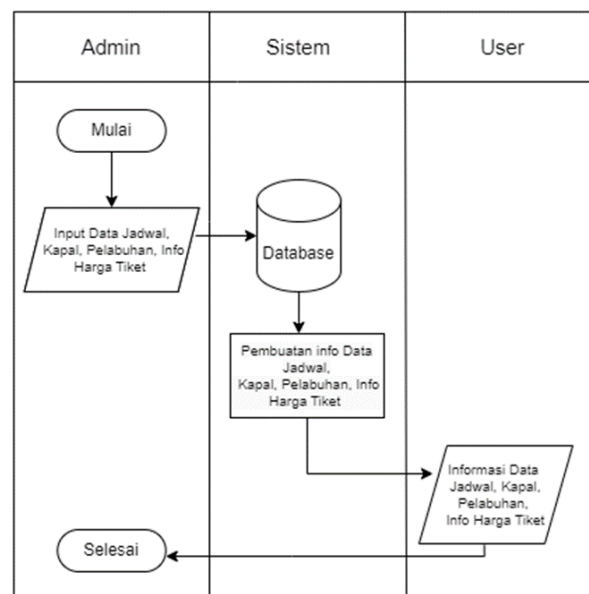 Admin
Sistem
User
Mulai
Input Data Jadwal,
Kapal, Pelabuhan, Info
Harga Tiket
Database
Pembuatan info Data
Jadwal,
Kapal, Pelabuhan, Info
Harga Tiket
Informasi Data
Jadwal, Kapal,
Pelabuhan,
Info Harga Tiket
Selesai